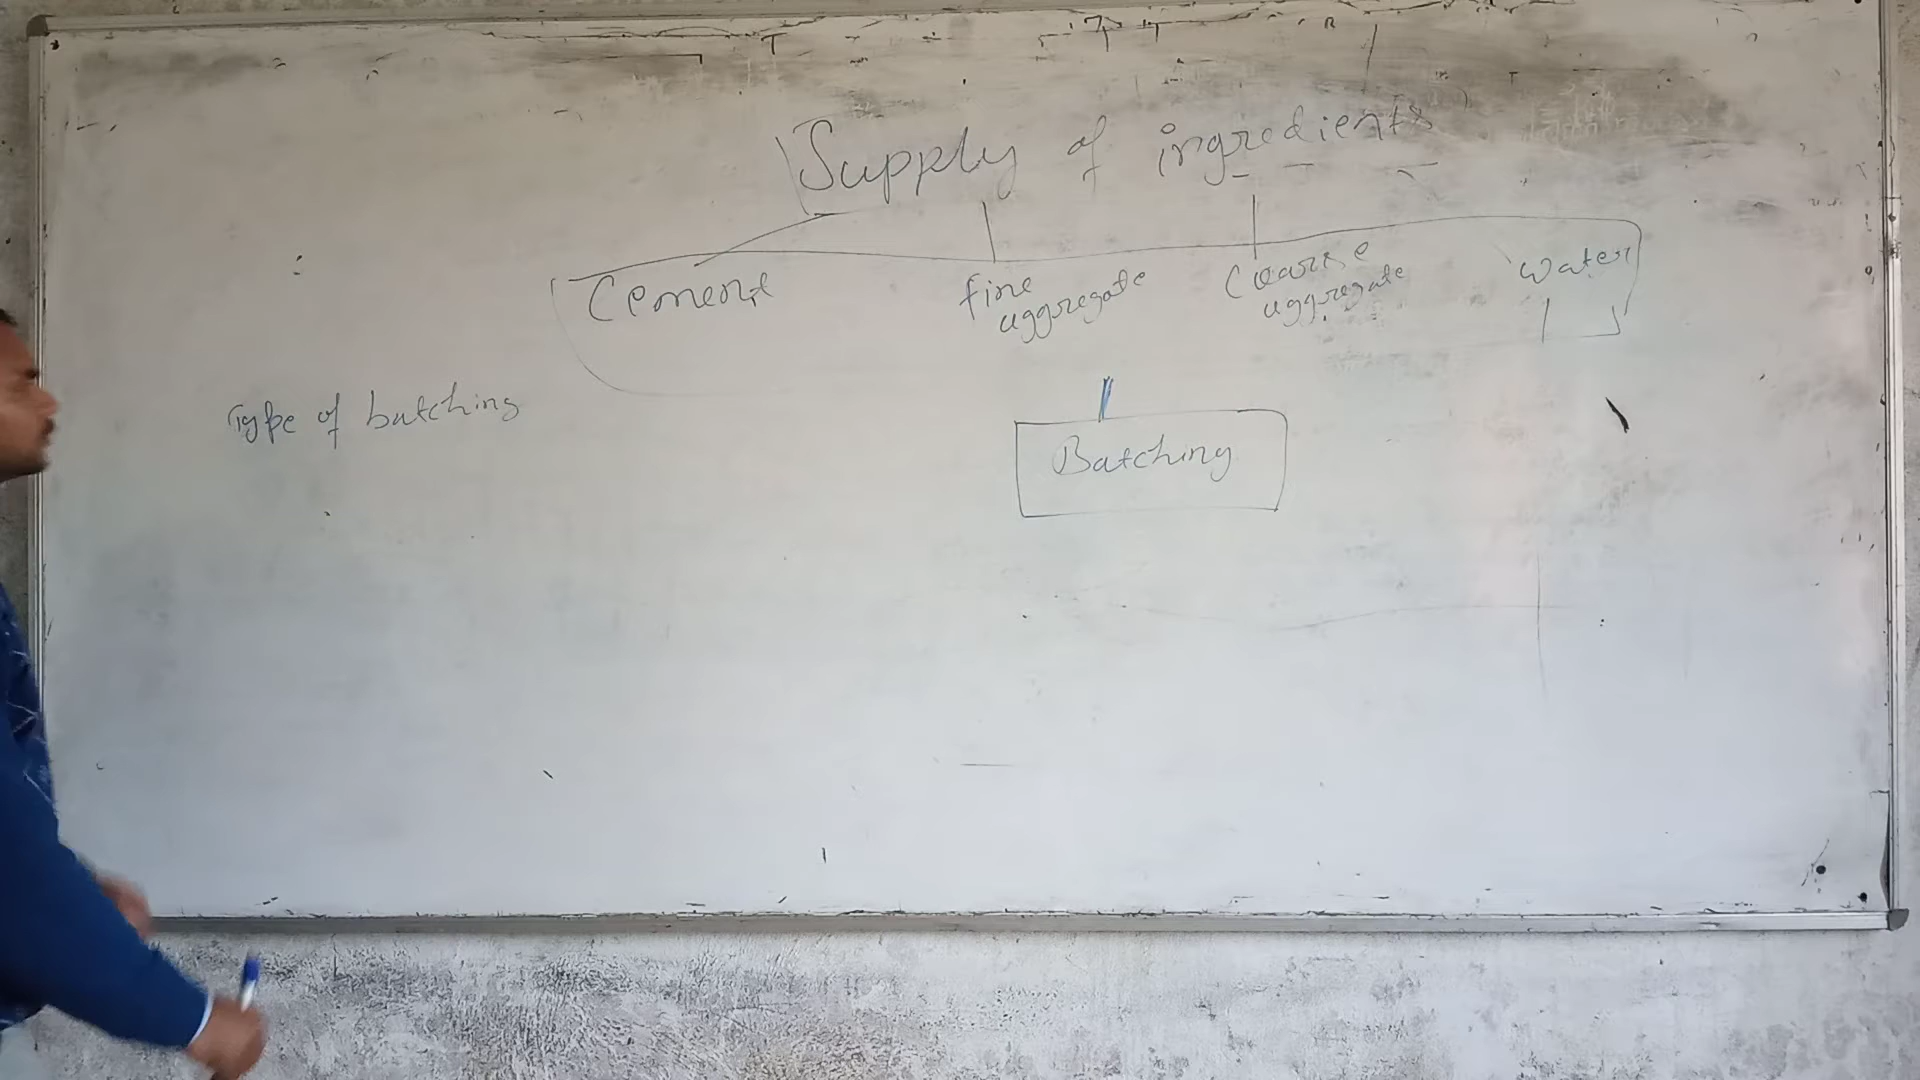 Supply of ingredients
Cement
fine
aggregate
Coarse
aggregate
water
Type of batching
Batching